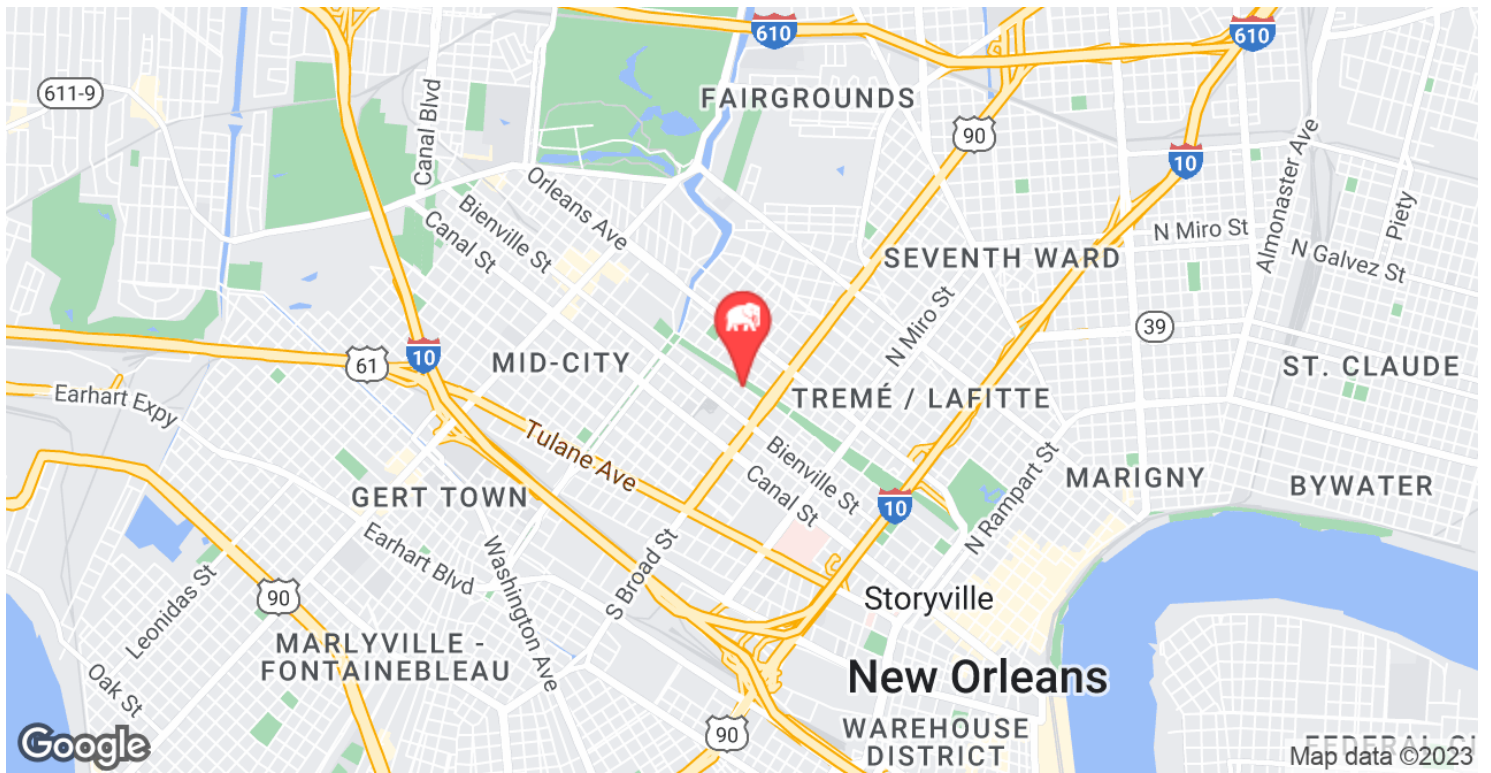 610
610
611-9
Canal Blvd
FAIRGROUNDS
90
10
Almonaster Ave
Piety
Orleans Ave
Bienville St
Canal St
N Miro St
N Galvez St
SEVENTH WARD
N Miro St
39
61
10
MID-CITY
ST. CLAUDE
Earhart Expy
TREMÉ / LAFITTE
Tulane Ave
Bienville St
Canal St
MARIGNY
BYWATER
GERT TOWN
10
N Rampart St
Earhart Blvd
Washington Ave
S Broad St
Leonidas St
90
Storyville
MARLYVILLE -
FONTAINEBLEAU
Oak St
New Orleans
90
WAREHOUSE
DISTRICT
Google
Map data ©2023